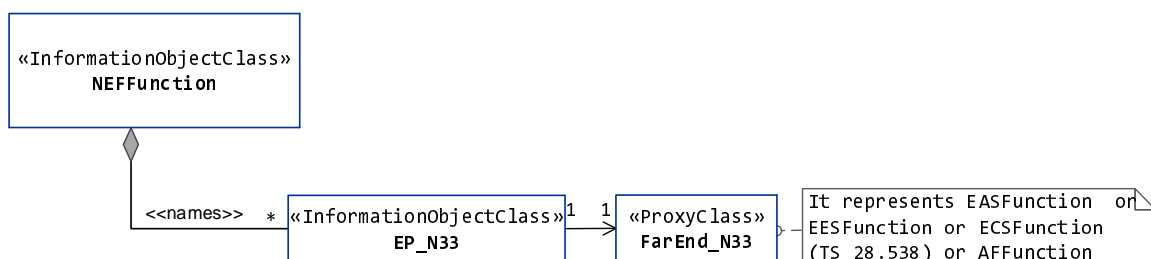 «InformationObjectClass»
NEFFunction
<<names>> *
«InformationObjectClass»
EP_N33
1 1
«ProxyClass»
FarEnd_N33
It represents EASFunction or
EESFunction or ECSFunction
(TS 28.538) or AFFunction